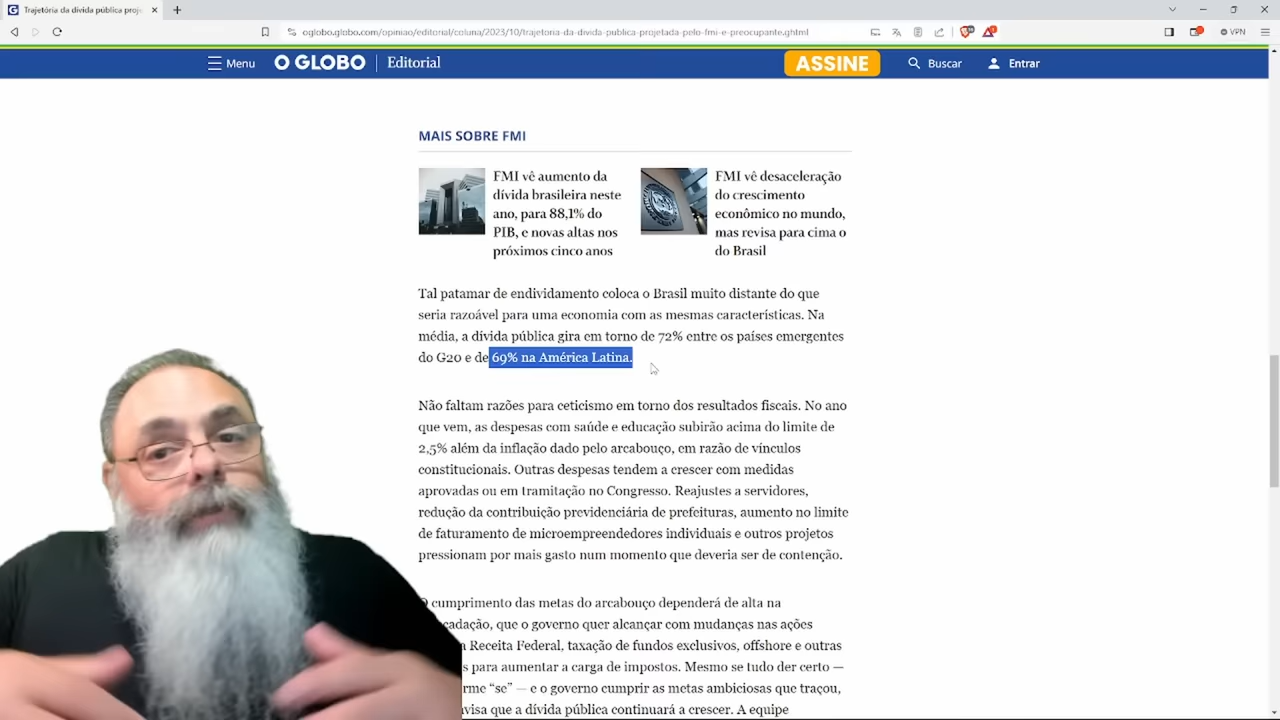 Trajetória da dívida pública proje
oglobo.globo.com/opiniao/editorial/coluna/2023/10/trajetoria-da-divida-publica-projetada-pelo-fmi-e-preocupante.ghtml
VPN
Menu
O GLOBO
Editorial
ASSINE
Buscar
Entrar
MAIS SOBRE FMI
FMI vê aumento da
dívida brasileira neste
ano, para 88,1% do
PIB, e novas altas nos
próximos cinco anos
FMI vê desaceleração
do crescimento
econômico no mundo,
mas revisa para cima o
do Brasil
Tal patamar de endividamento coloca o Brasil muito distante do que
seria razoável para uma economia com as mesmas características. Na
média, a dívida pública gira em torno de 72% entre os países emergentes
do G20 e de 69% na América Latina.
Não faltam razões para ceticismo em torno dos resultados fiscais. No ano
que vem, as despesas com saúde e educação subirão acima do limite de
2,5% além da inflação dado pelo arcabouço, em razão de vínculos
constitucionais. Outras despesas tendem a crescer com medidas
aprovadas ou em tramitação no Congresso. Reajustes a servidores,
redução da contribuição previdenciária de prefeituras, aumento no limite
de faturamento de microempreendedores individuais e outros projetos
pressionam por mais gasto num momento que deveria ser de contenção.
O cumprimento das metas do arcabouço dependerá de alta na
cadação, que o governo quer alcançar com mudanças nas ações
a Receita Federal, taxação de fundos exclusivos, offshore e outras
s para aumentar a carga de impostos. Mesmo se tudo der certo —
rme “se” — e o governo cumprir as metas ambiciosas que traçou,
avisa que a dívida pública continuará a crescer. A equipe